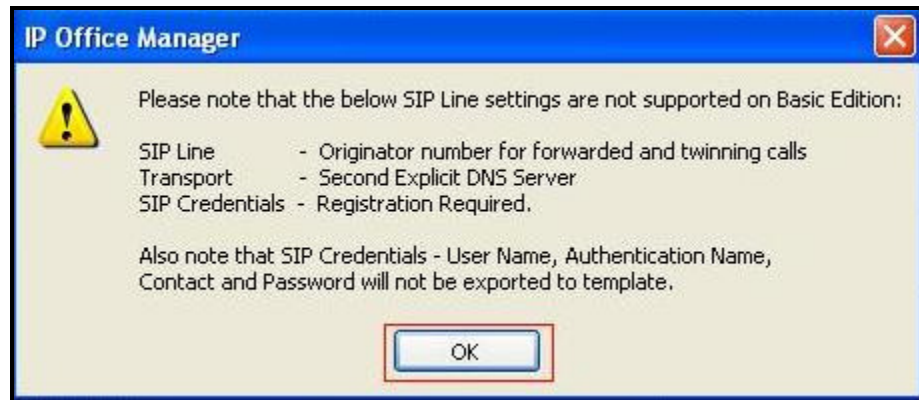 IP Office Manager
Please note that the below SIP Line settings are not supported on Basic Edition:
SIP Line - Originator number for forwarded and twinning calls
Transport - Second Explicit DNS Server
SIP Credentials - Registration Required.
Also note that SIP Credentials - User Name, Authentication Name,
Contact and Password will not be exported to template.
OK